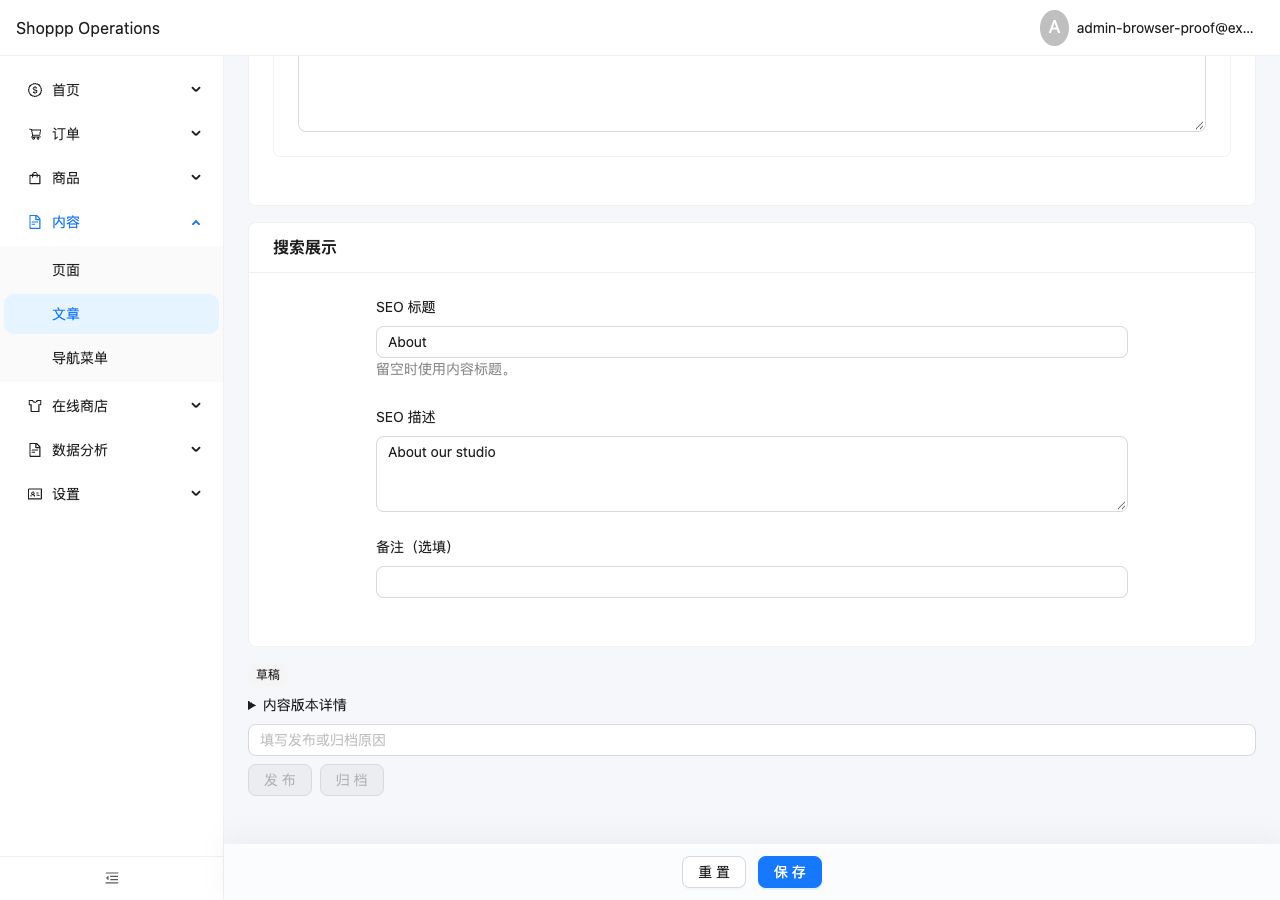 Shoppp Operations
A
admin-browser-proof@ex...
首页
订单
商品
内容
页面
文章
导航菜单
在线商店
数据分析
设置
搜索展示
SEO 标题
About
留空时使用内容标题。
SEO 描述
About our studio
备注（选填）
草稿
内容版本详情
填写发布或归档原因
发 布
归 档
重 置
保 存